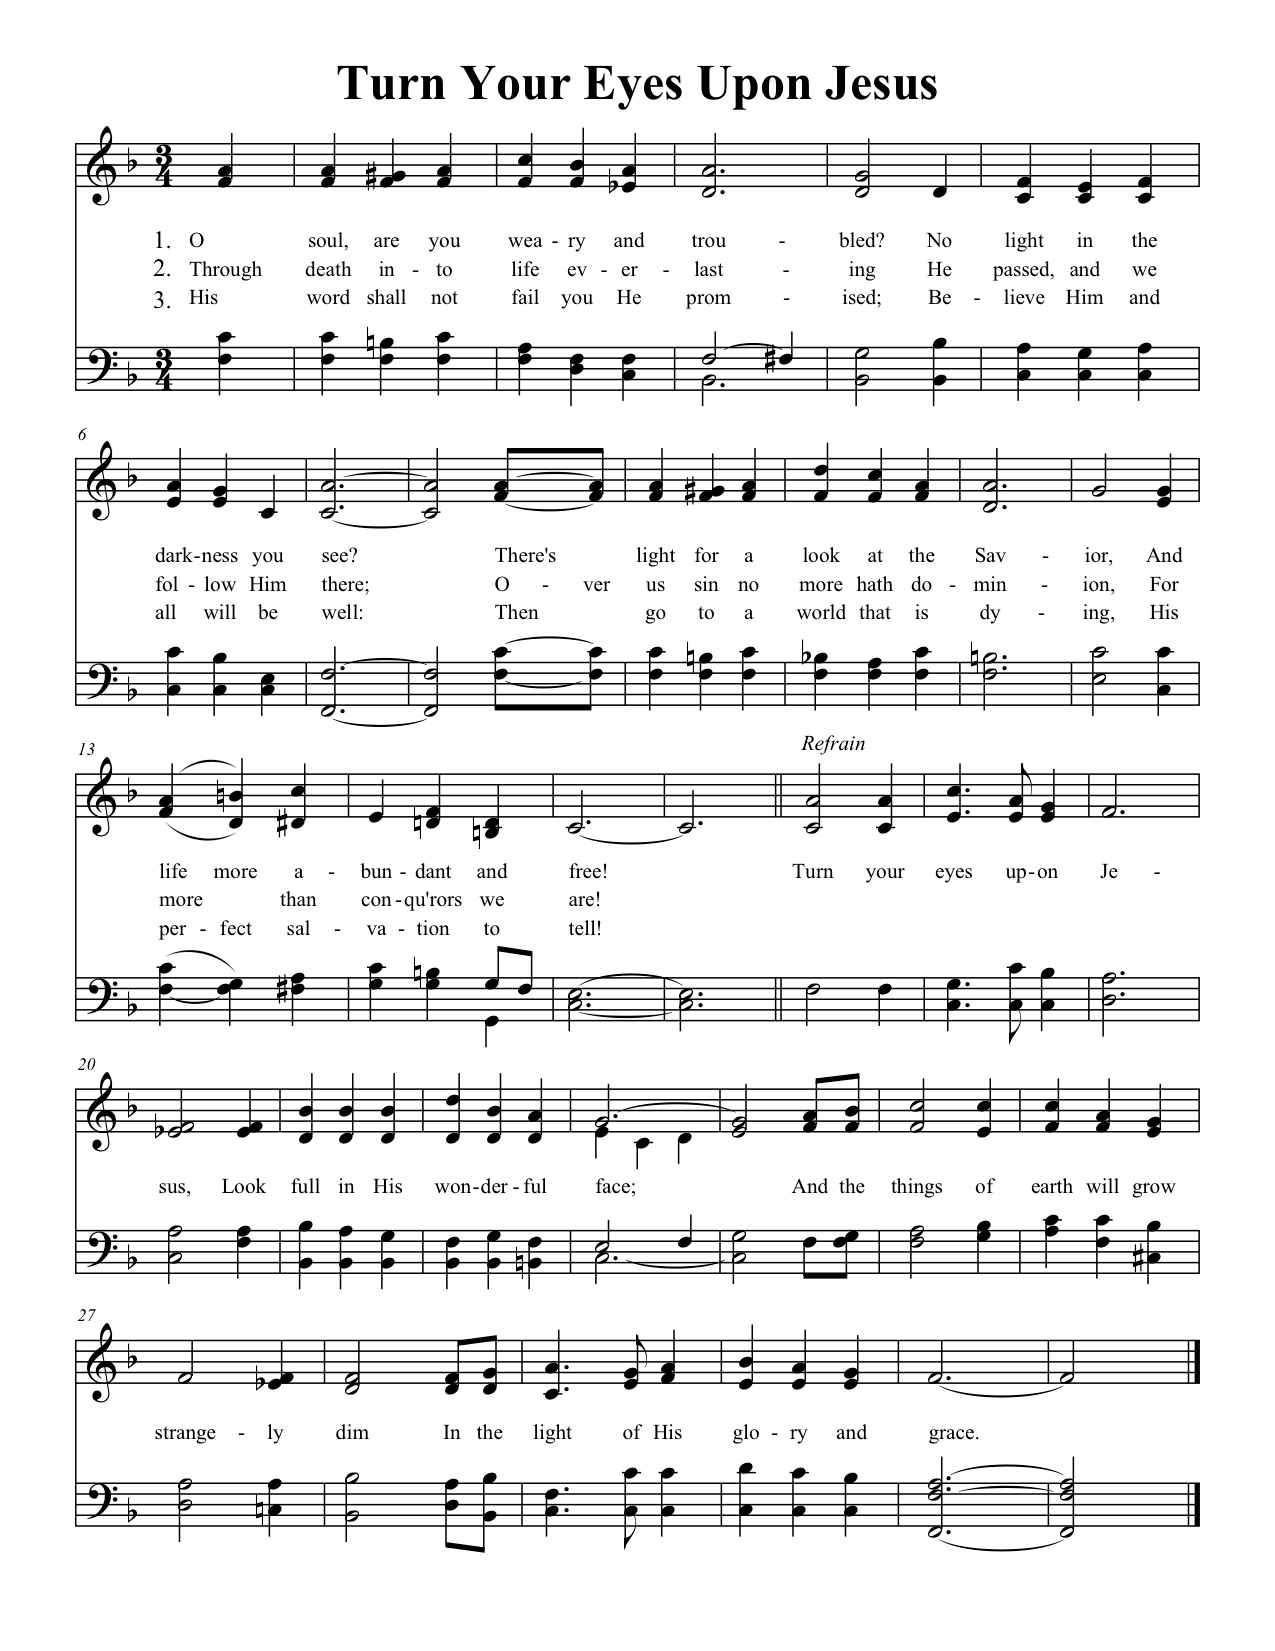 Turn Your Eyes Upon Jesus
3 4
1. O soul, are you wea - ry and trou - bled? No light in the
2. Through death in - to life ev - er - last - ing He passed, and we
3. His word shall not fail you He prom - ised; Be - lieve Him and
3 4
6
dark - ness you see? There's light for a look at the Sav - ior, And
fol - low Him there; O - ver us sin no more hath do - min - ion, For
all will be well: Then go to a world that is dy - ing, His
13
Refrain
life more a - bun - dant and free! Turn your eyes up - on Je -
more than con - qu'rors we are!
per - fect sal - va - tion to tell!
20
sus, Look full in His won - der - ful face; And the things of earth will grow
27
strange - ly dim In the light of His glo - ry and grace.